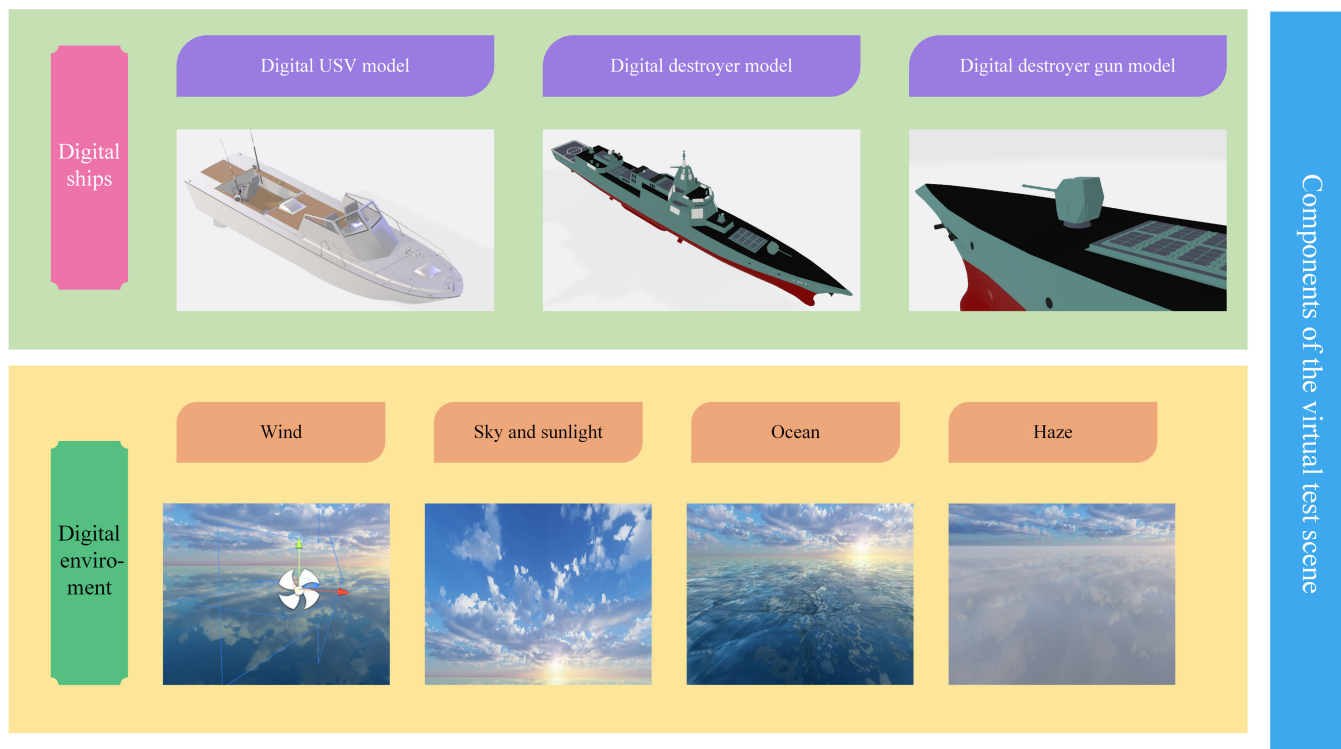 Digital USV model
Digital destroyer model
Digital destroyer gun model
Digital
ships
Wind
Sky and sunlight
Ocean
Haze
Digital
enviro-
ment
Components of the virtual test scene